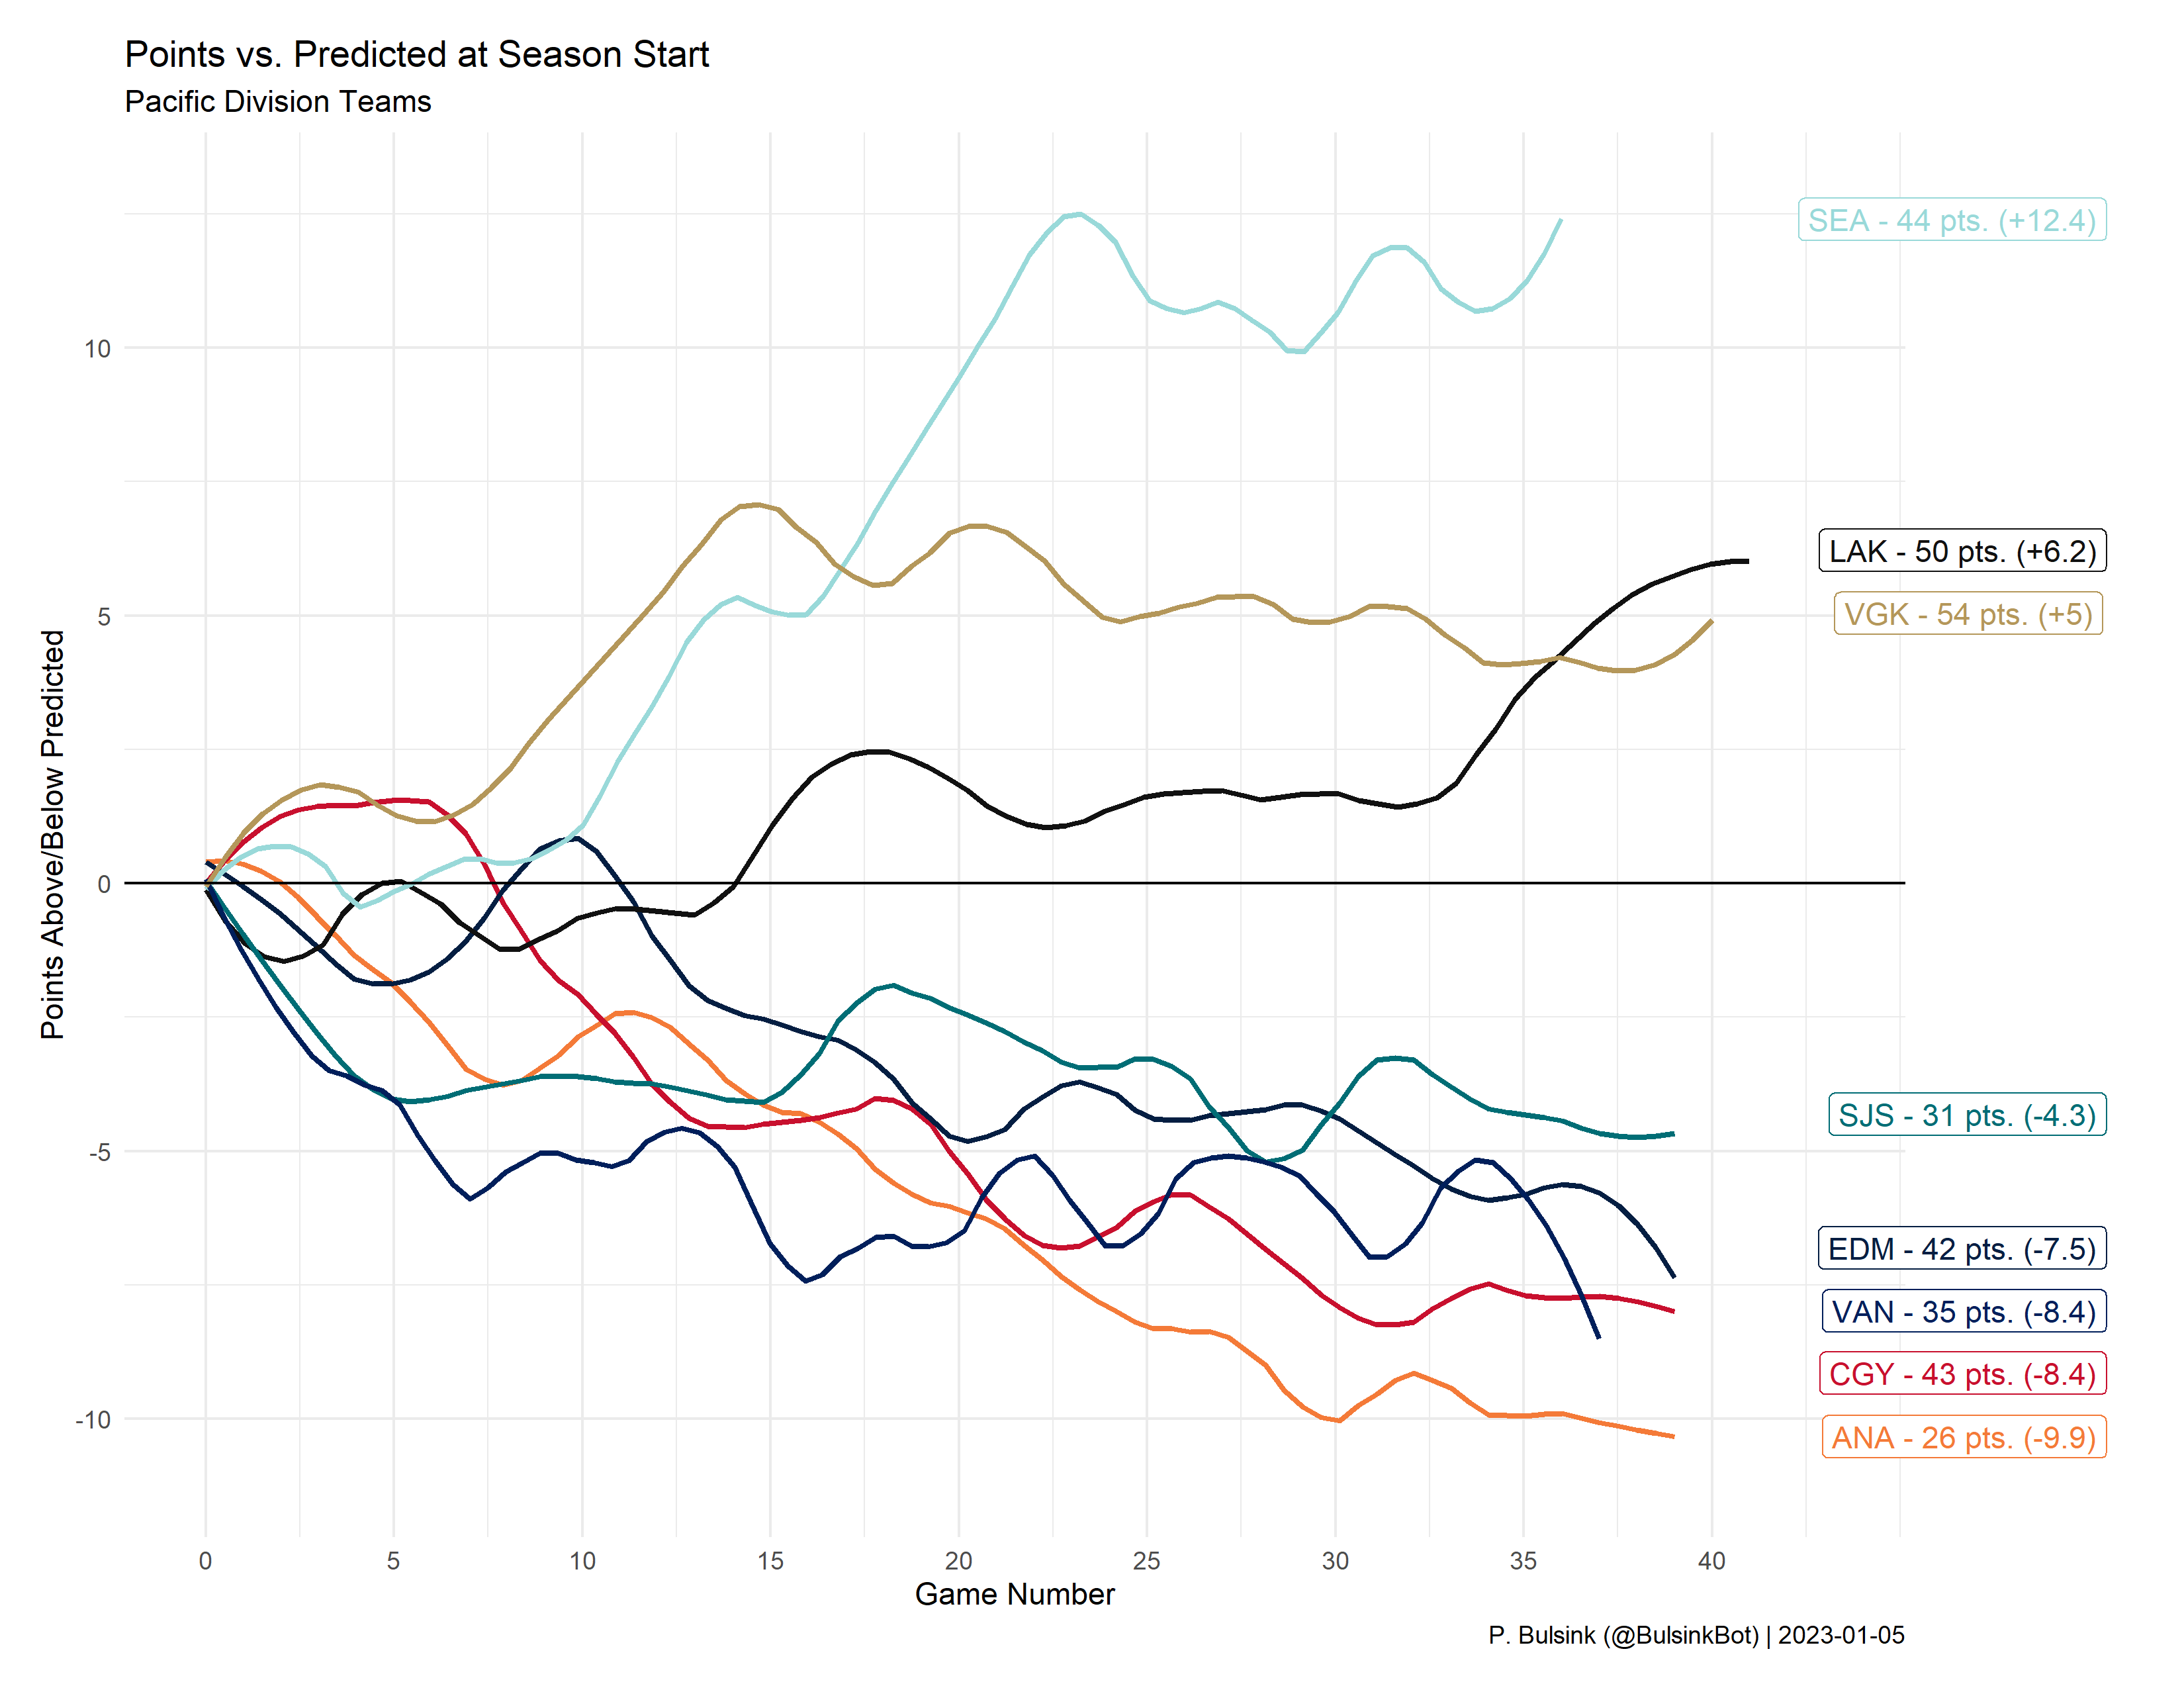 Points vs. Predicted at Season Start
Pacific Division Teams
Points Above/Below Predicted
10
5
0
-5
-10
SEA - 44 pts. (+12.4)
LAK - 50 pts. (+6.2)
VGK - 54 pts. (+5)
SJS - 31 pts. (-4.3)
EDM - 42 pts. (-7.5)
VAN - 35 pts. (-8.4)
CGY - 43 pts. (-8.4)
ANA - 26 pts. (-9.9)
0 5 10 15 20 25 30 35 40
Game Number
P. Bulsink (@BulsinkBot) | 2023-01-05